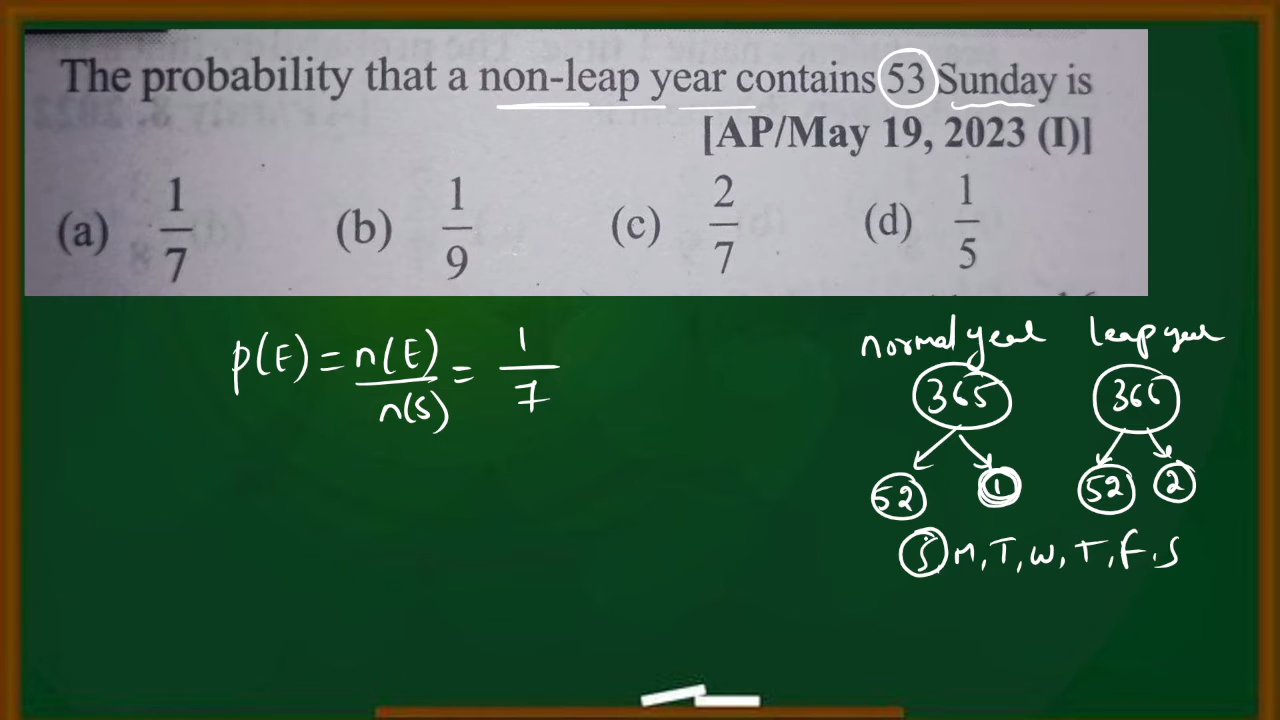 The probability that a non-leap year contains 53 Sunday is
[AP/May 19, 2023 (I)]
(a) 1/7 (b) 1/9 (c) 2/7 (d) 1/5
normal year leap year
P(E) = n(E)/n(S) = 1/7
365 366
52 1 52 2
S M, T, W, T, F, S